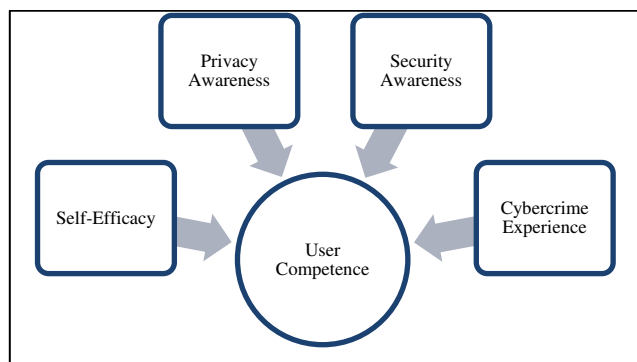 Privacy
Awareness
Security
Awareness
Self-Efficacy
Cybercrime
Experience
User
Competence